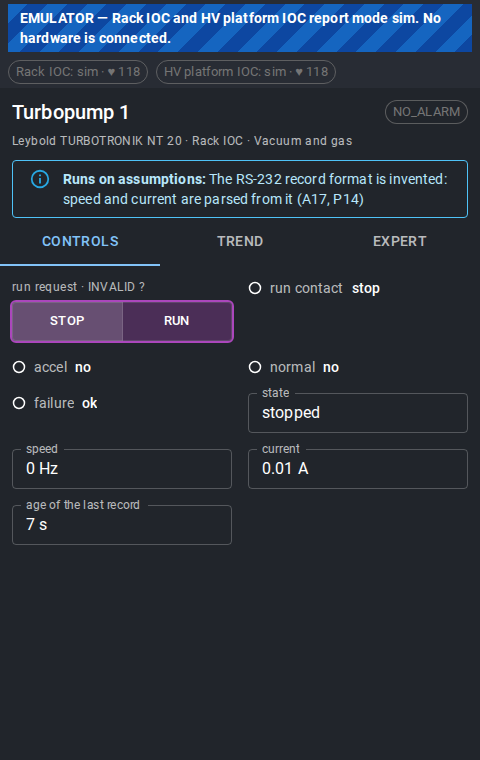 EMULATOR — Rack IOC and HV platform IOC report mode sim. No
hardware is connected.
Rack IOC: sim · ♥ 118
HV platform IOC: sim · ♥ 118
Turbopump 1
NO_ALARM
Leybold TURBOTRONIK NT 20 · Rack IOC · Vacuum and gas
Runs on assumptions: The RS-232 record format is invented:
speed and current are parsed from it (A17, P14)
CONTROLS
TREND
EXPERT
run request · INVALID ?
STOP
RUN
run contact stop
accel no
normal no
failure ok
state
stopped
speed
0 Hz
current
0.01 A
age of the last record
7 s